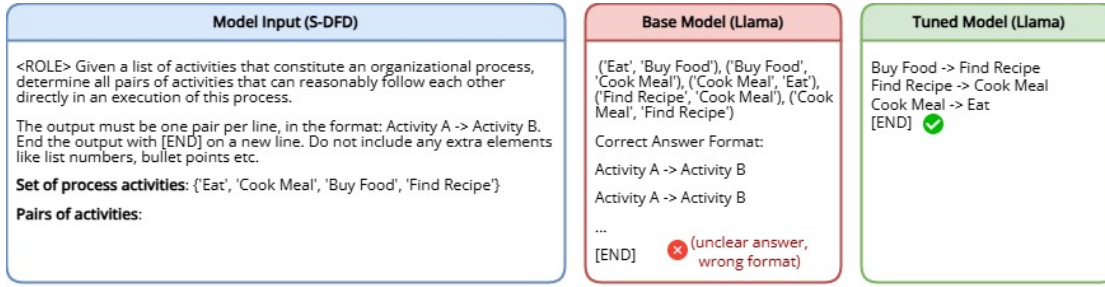 Model Input (S-DFD)
<ROLE> Given a list of activities that constitute an organizational process,
determine all pairs of activities that can reasonably follow each other
directly in an execution of this process.
The output must be one pair per line, in the format: Activity A -> Activity B.
End the output with [END] on a new line. Do not include any extra elements
like list numbers, bullet points etc.
Set of process activities: {'Eat', 'Cook Meal', 'Buy Food', 'Find Recipe'}
Pairs of activities:
Base Model (Llama)
('Eat', 'Buy Food'), ('Buy Food',
'Cook Meal'), ('Cook Meal', 'Eat'),
('Find Recipe', 'Cook Meal'), ('Cook
Meal', 'Find Recipe')
Correct Answer Format:
Activity A -> Activity B
Activity A -> Activity B
...
[END]
(unclear answer,
wrong format)
Tuned Model (Llama)
Buy Food -> Find Recipe
Find Recipe -> Cook Meal
Cook Meal -> Eat
[END]